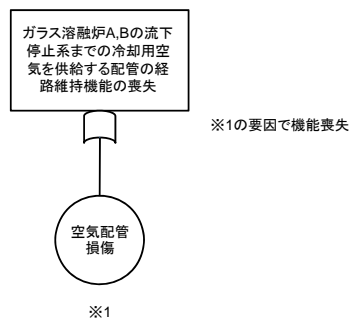 ガラス溶融炉A,Bの流下
停止系までの冷却用空
気を供給する配管の経
路維持機能の喪失
※1の要因で機能喪失
空気配管
損傷
※1